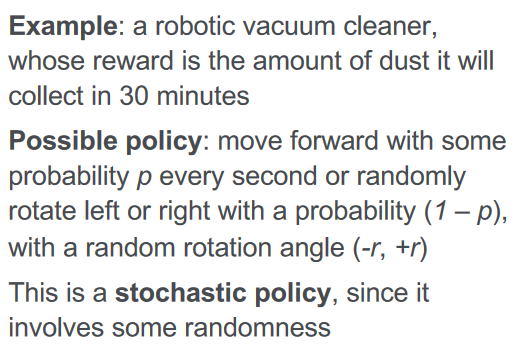 Example: a robotic vacuum cleaner,
whose reward is the amount of dust it will
collect in 30 minutes
Possible policy: move forward with some
probability p every second or randomly
rotate left or right with a probability (1 – p),
with a random rotation angle (-r, +r)
This is a stochastic policy, since it
involves some randomness